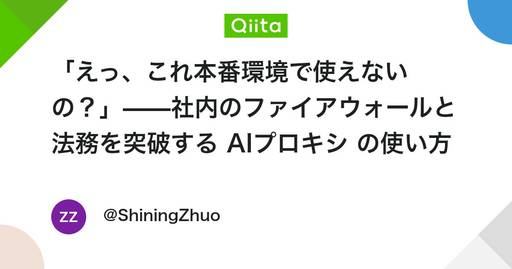 Qiita
「えっ、これ本番環境で使えない
の？」——社内のファイアウォールと
法務を突破する AIプロキシ の使い方
ZZ
@ShiningZhuo